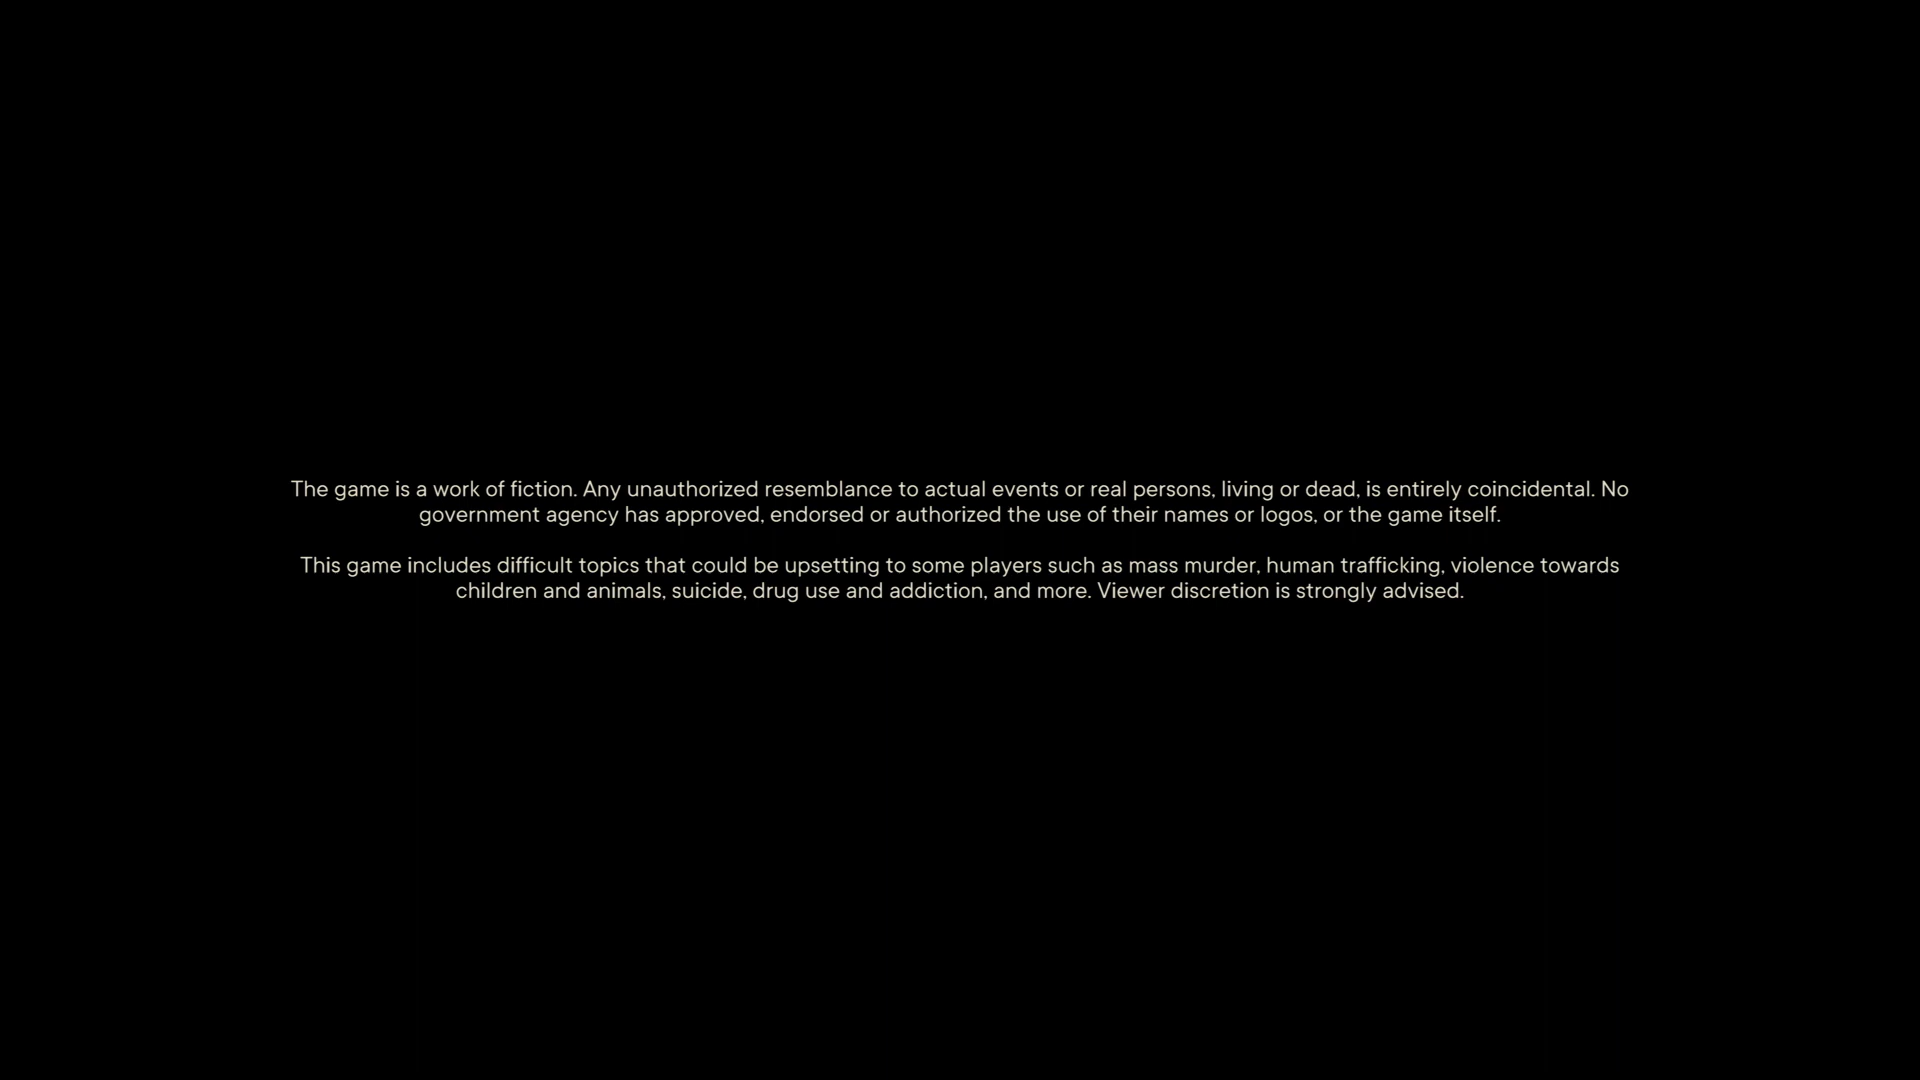 The game is a work of fiction. Any unauthorized resemblance to actual events or real persons, living or dead, is entirely coincidental. No
government agency has approved, endorsed or authorized the use of their names or logos, or the game itself.
This game includes difficult topics that could be upsetting to some players such as mass murder, human trafficking, violence towards
children and animals, suicide, drug use and addiction, and more. Viewer discretion is strongly advised.